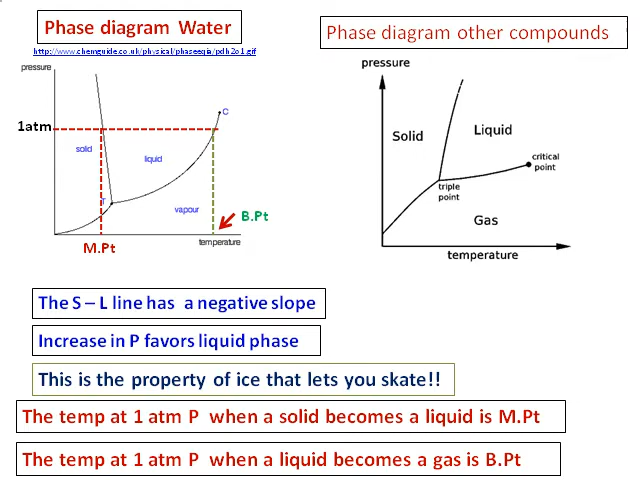 Phase diagram Water
Phase diagram other compounds
http://www.chemguide.co.uk/physical/phaseeqia/pdh2o1.gif
pressure
1atm
solid
liquid
C
T
vapour
B.Pt
M.Pt
temperature
pressure
Solid
Liquid
critical
point
triple
point
Gas
temperature
The S – L line has a negative slope
Increase in P favors liquid phase
This is the property of ice that lets you skate!!
The temp at 1 atm P when a solid becomes a liquid is M.Pt
The temp at 1 atm P when a liquid becomes a gas is B.Pt